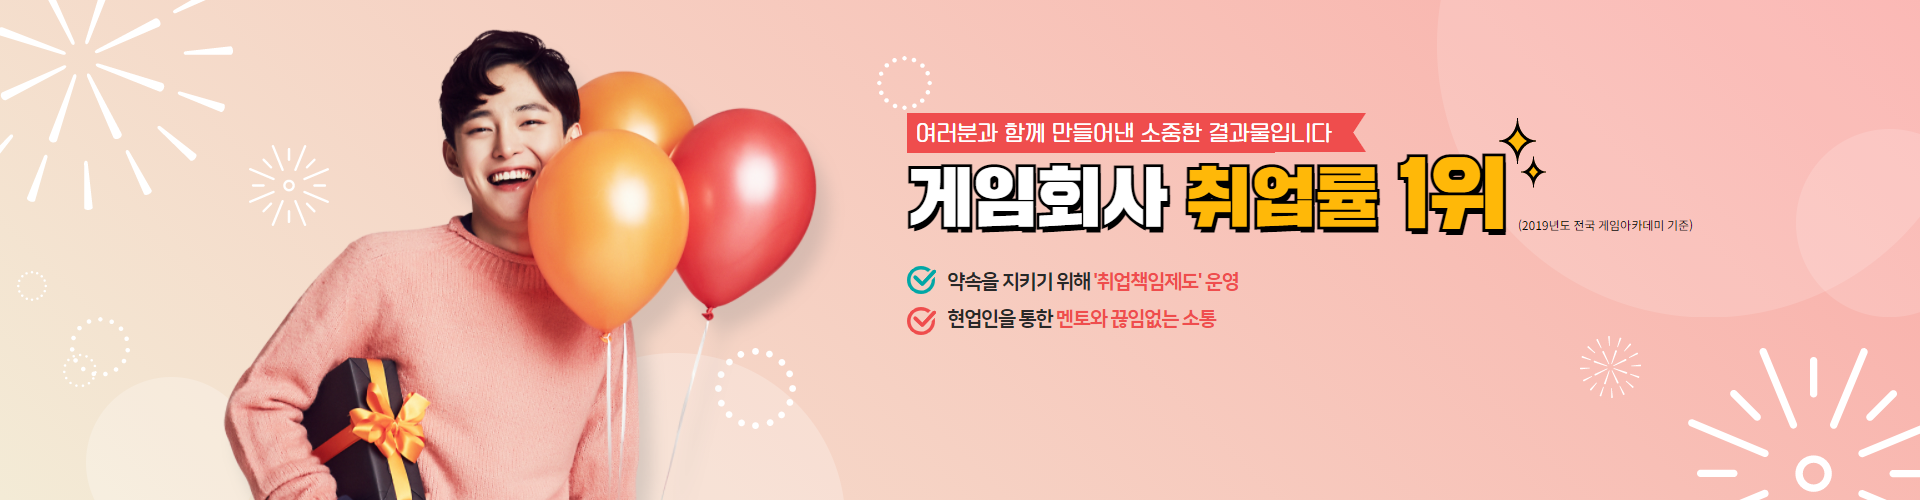 여러분과 함께 만들어낸 소중한 결과물입니다
게임회사 취업률 1위
(2019년도 전국 게임아카데미 기준)
약속을 지키기 위해 '취업책임제도' 운영
현업인을 통한 멘토와 끊임없는 소통